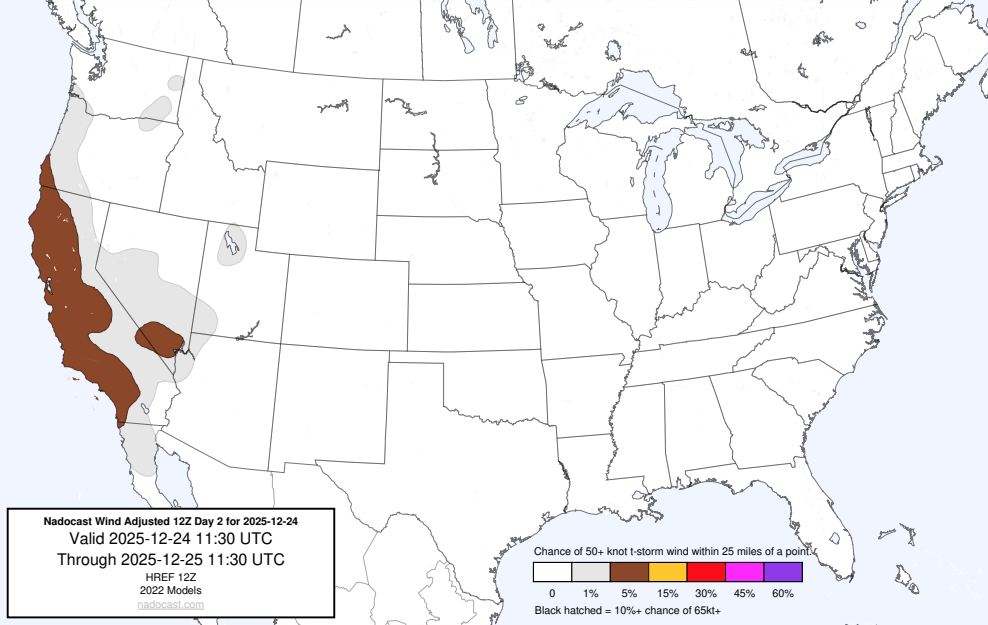 Nadocast Wind Adjusted 12Z Day 2 for 2025-12-24
Valid 2025-12-24 11:30 UTC
Through 2025-12-25 11:30 UTC
HREF 12Z
2022 Models
nadocast.com
Chance of 50+ knot t-storm wind within 25 miles of a point.
0 1% 5% 15% 30% 45% 60%
Black hatched = 10%+ chance of 65kt+